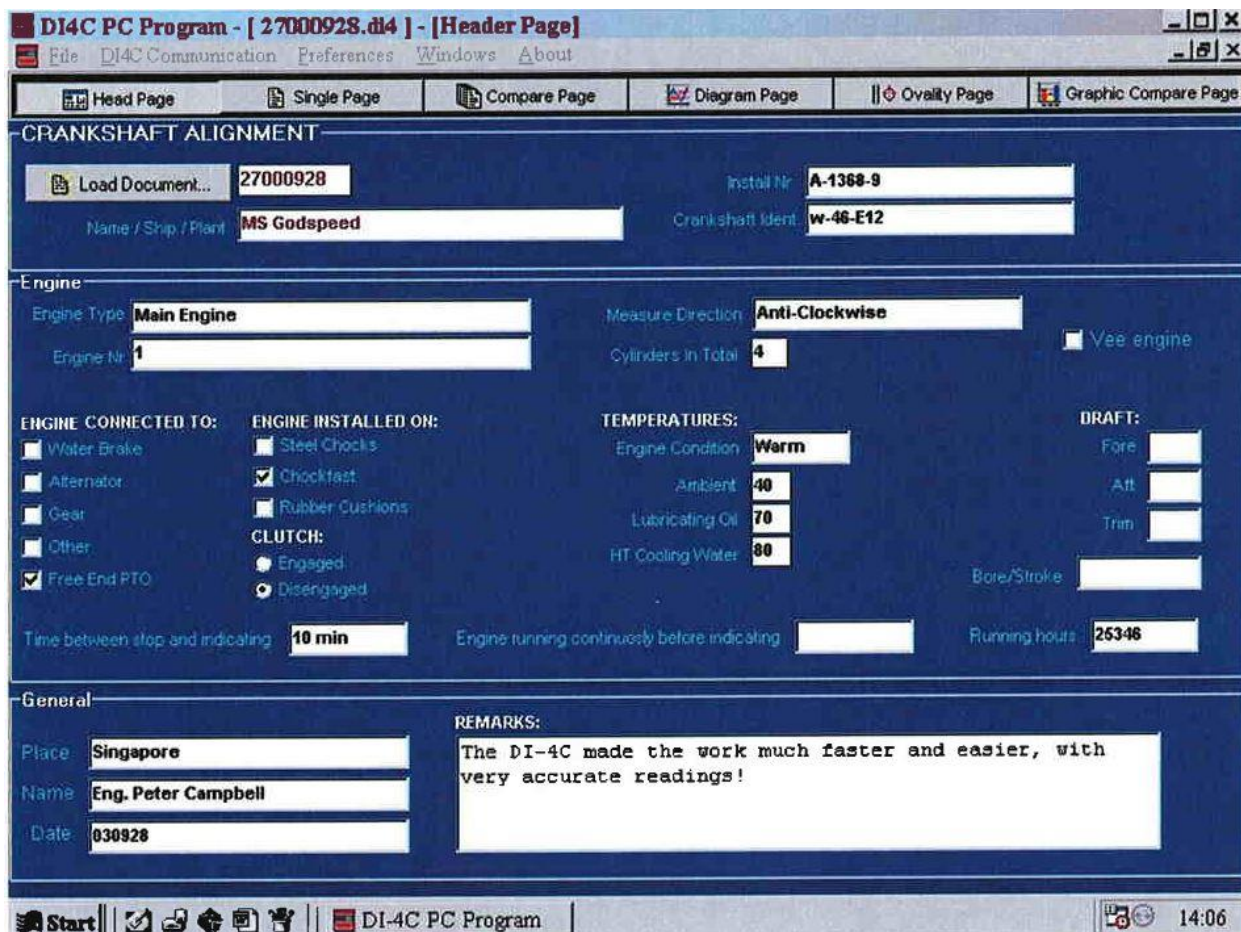 DI4C PC Program - [ 27000928.di4 ] - [Header Page]
File DI4C Communication Preferences Windows About
Head Page Single Page Compare Page Diagram Page Ovality Page Graphic Compare Page
CRANKSHAFT ALIGNMENT
Load Document... 27000928 Install Nr A-1368-9
Name / Ship / Plant MS Godspeed Crankshaft Ident w-46-E12
Engine
Engine Type Main Engine Measure Direction Anti-Clockwise
Engine Nr 1 Cylinders In Total 4 Vee engine
ENGINE CONNECTED TO: ENGINE INSTALLED ON: TEMPERATURES: DRAFT:
Water Brake Steel Chocks Engine Condition Warm Fore
Alternator Chockfast Ambient 40 Aft
Gear Rubber Cushions Lubricating Oil 70 Trim
Other CLUTCH: HT Cooling Water 80
Engaged
Free End PTO Disengaged Bore/Stroke
Time between stop and indicating 10 min Engine running continuosly before indicating Running hours 25346
General
REMARKS:
Place Singapore The DI-4C made the work much faster and easier, with
very accurate readings!
Name Eng. Peter Campbell
Date 030928
Start DI-4C PC Program 14:06